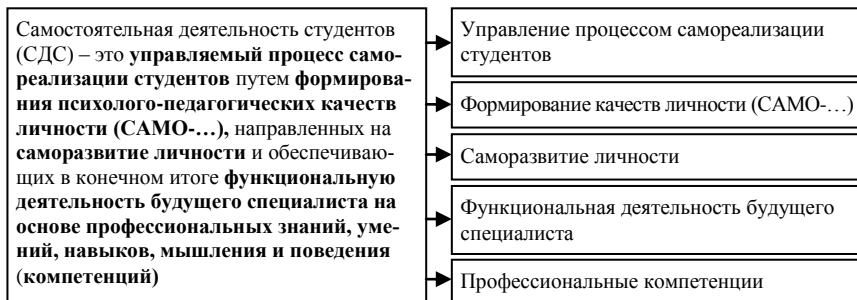 Самостоятельная деятельность студентов
(СДС) – это управляемый процесс само-
реализации студентов путем формирова-
ния психолого-педагогических качеств
личности (САМО-…), направленных на
саморазвитие личности и обеспечиваю-
щих в конечном итоге функциональную
деятельность будущего специалиста на
основе профессиональных знаний, уме-
ний, навыков, мышления и поведения
(компетенций)
Управление процессом самореализации
студентов
Формирование качеств личности (САМО-…)
Саморазвитие личности
Функциональная деятельность будущего
специалиста
Профессиональные компетенции